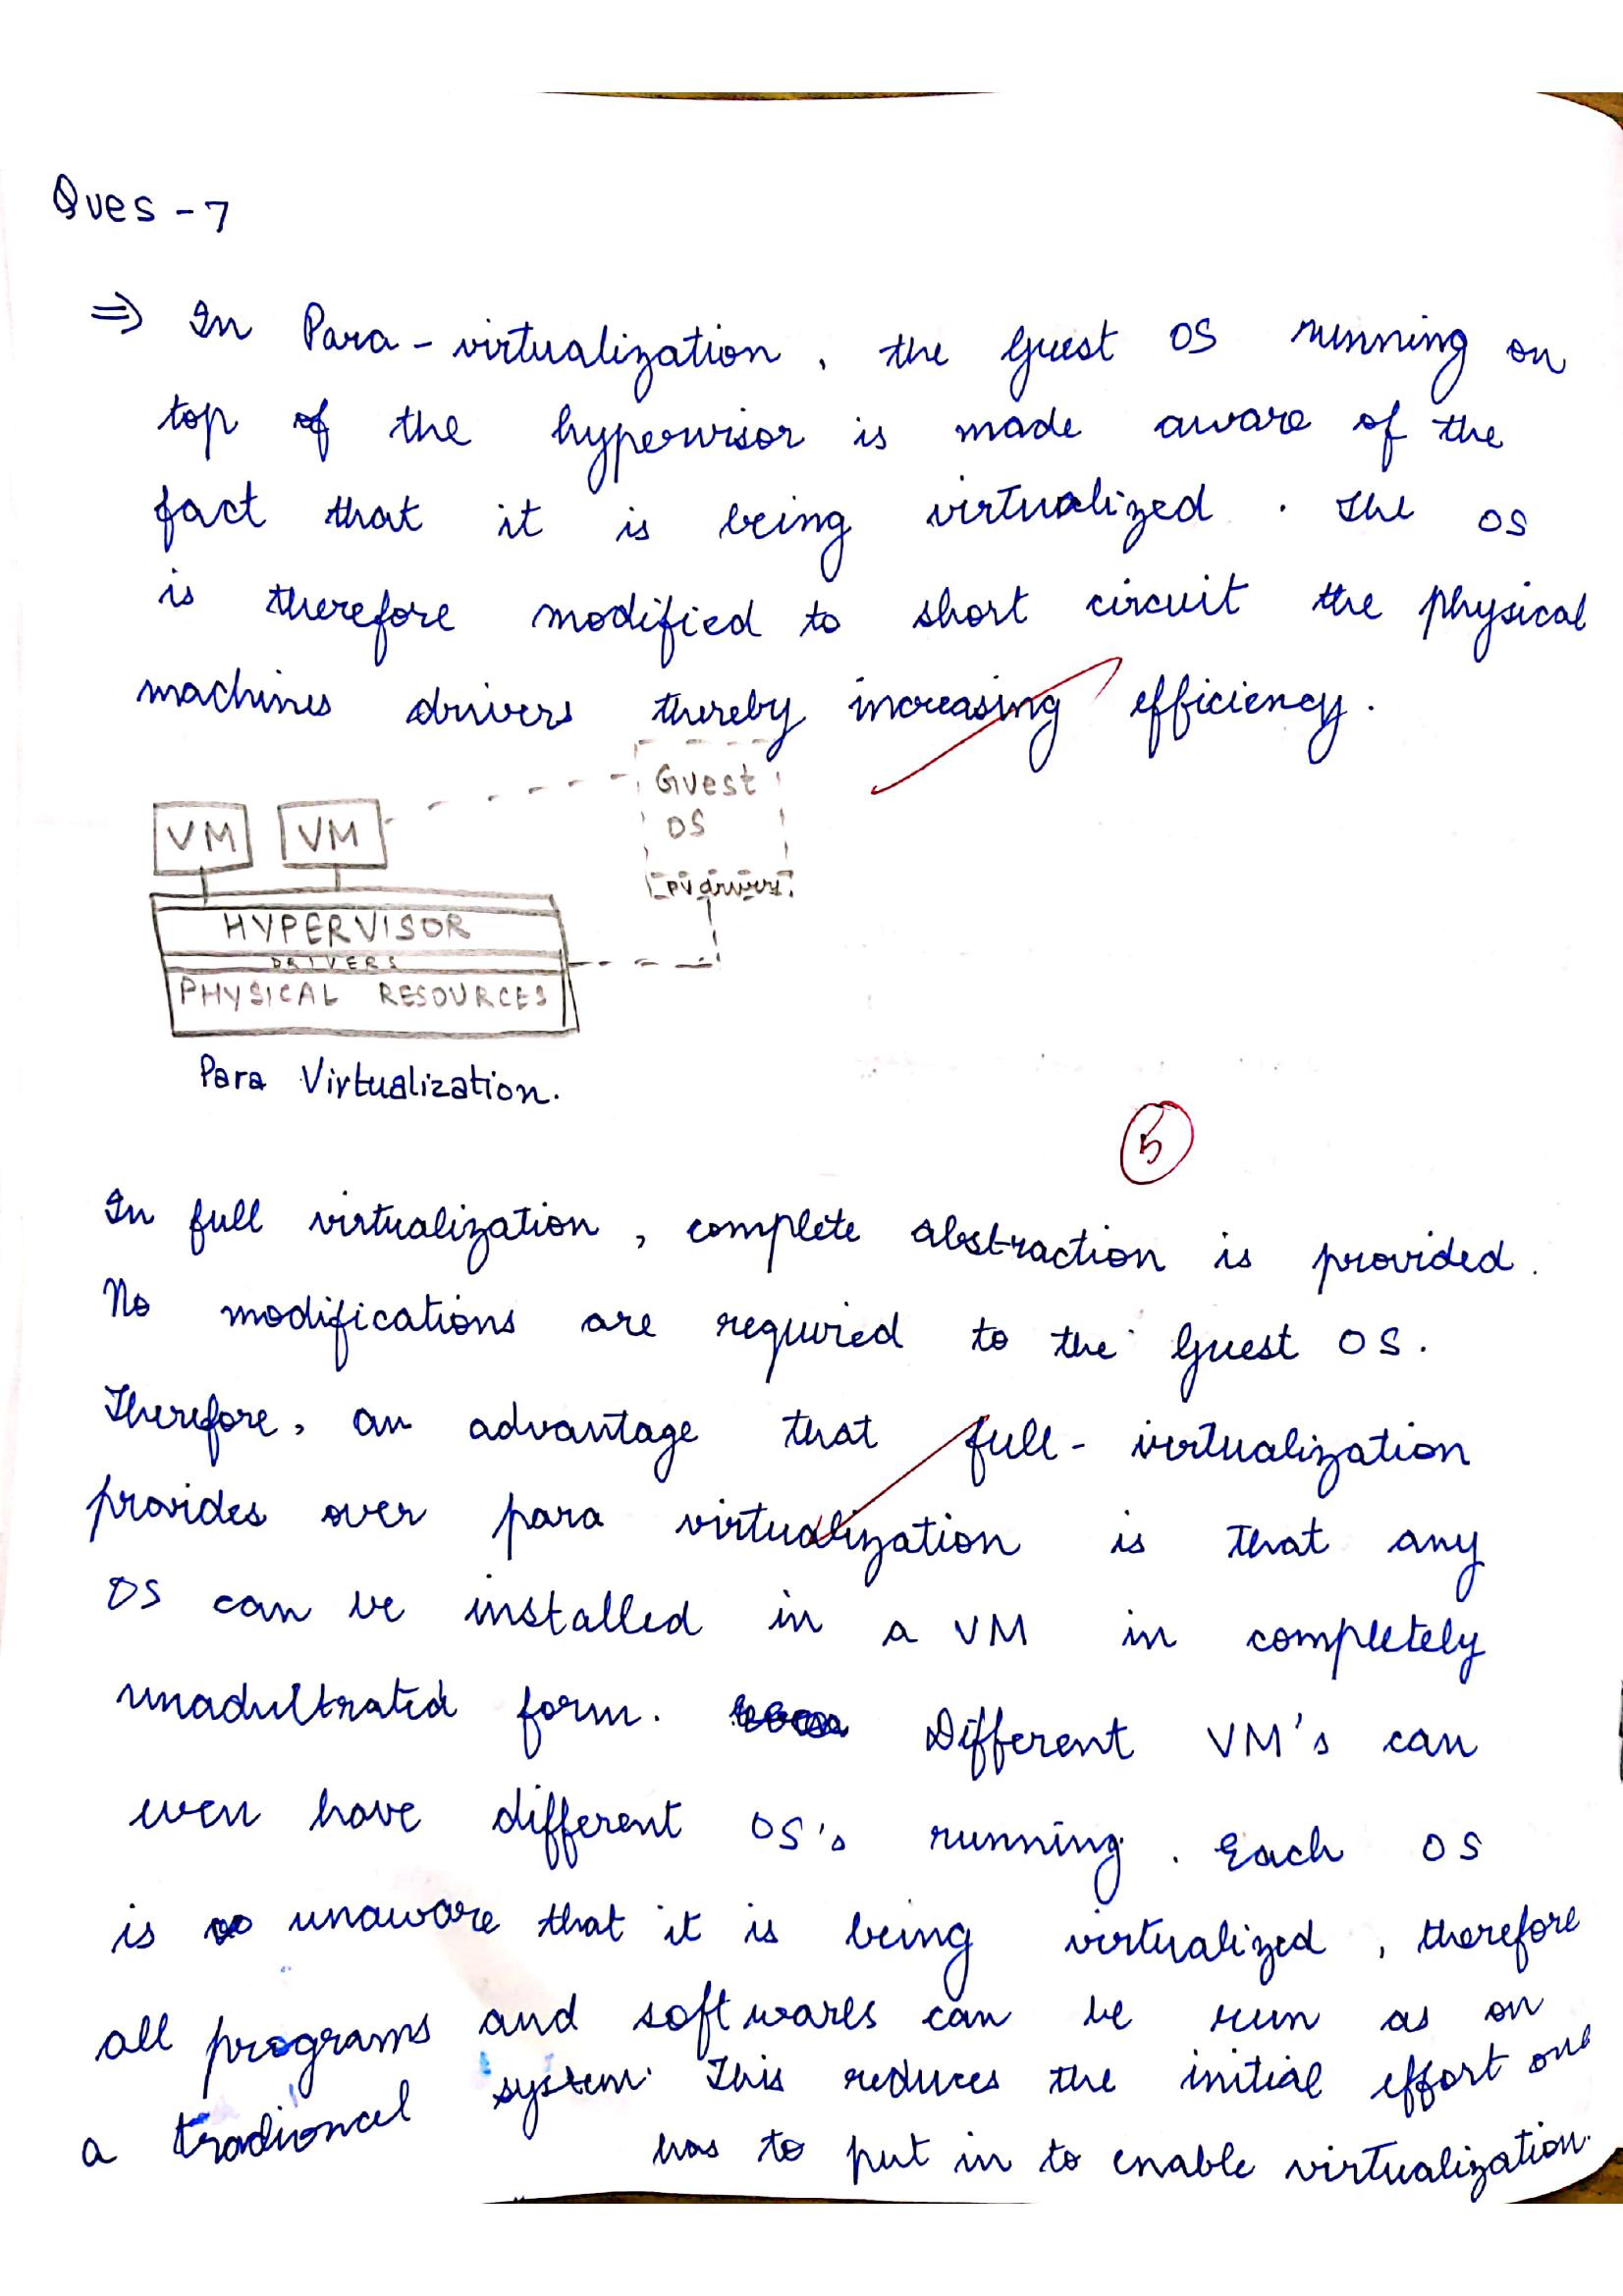 Ques - 7
⇒ In Para - virtualization, the guest OS running on
top of the hypervisor is made aware of the
fact that it is being virtualized. The OS
is therefore modified to short circuit the physical
machines drivers thereby increasing efficiency.
Guest
OS
PV drivers
VM VM
HYPERVISOR
DRIVERS
PHYSICAL RESOURCES
Para Virtualization.
5
In full virtualization, complete abstraction is provided.
No modifications are required to the guest OS.
Therefore, an advantage that full - virtualization
provides over para virtualization is that any
OS can be installed in a VM in completely
unadultrated form. Different VM's can
even have different OS's running. Each OS
is unaware that it is being virtualized, therefore
all programs and softwares can be run as on
a tradional system. This reduces the initial effort one
has to put in to enable virtualization.